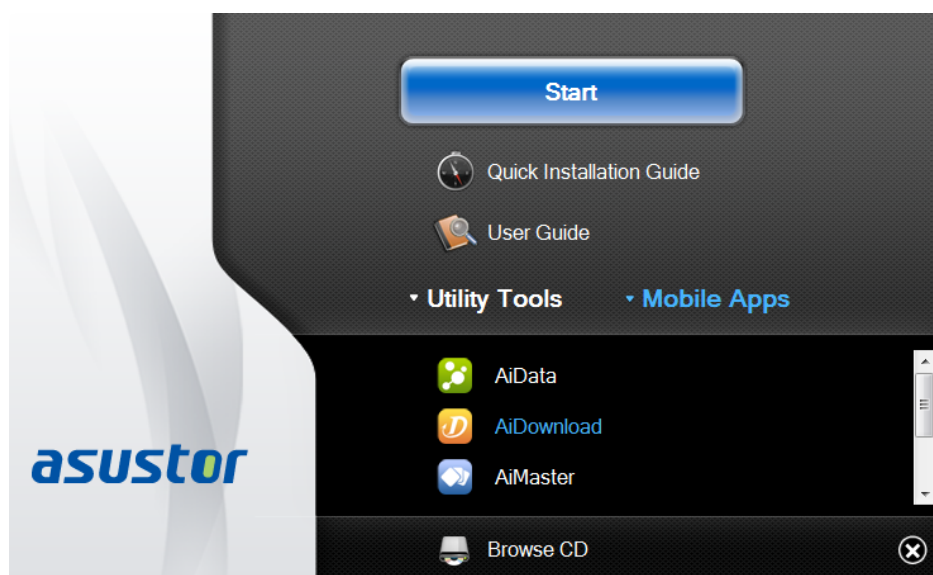 Start
Quick Installation Guide
User Guide
Utility Tools
Mobile Apps
AiData
AiDownload
AiMaster
asustor
Browse CD